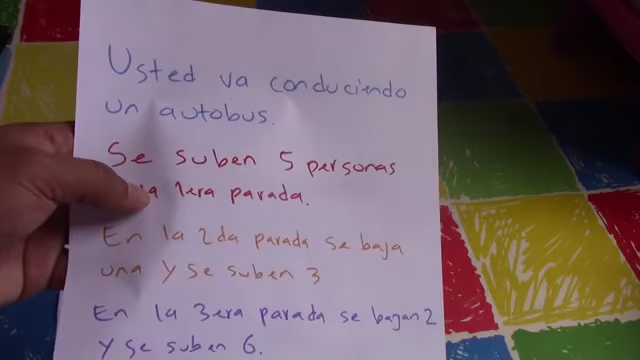 Usted va conduciendo
un autobus.
Se suben 5 personas
1era parada.
En la 2da parada se baja
una y se suben 3
En la 3era parada se bajan 2
y se suben 6.